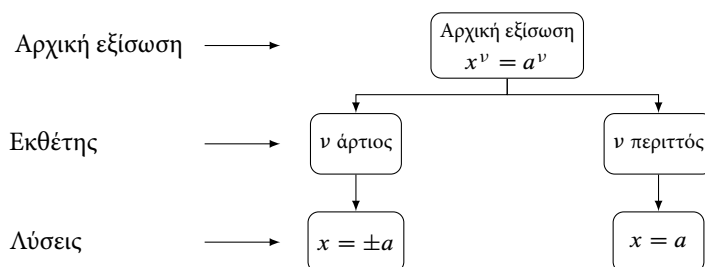 Αρχική εξίσωση
Αρχική εξίσωση
x^ν = a^ν
Εκθέτης
ν άρτιος
ν περιττός
Λύσεις
x = ±a
x = a